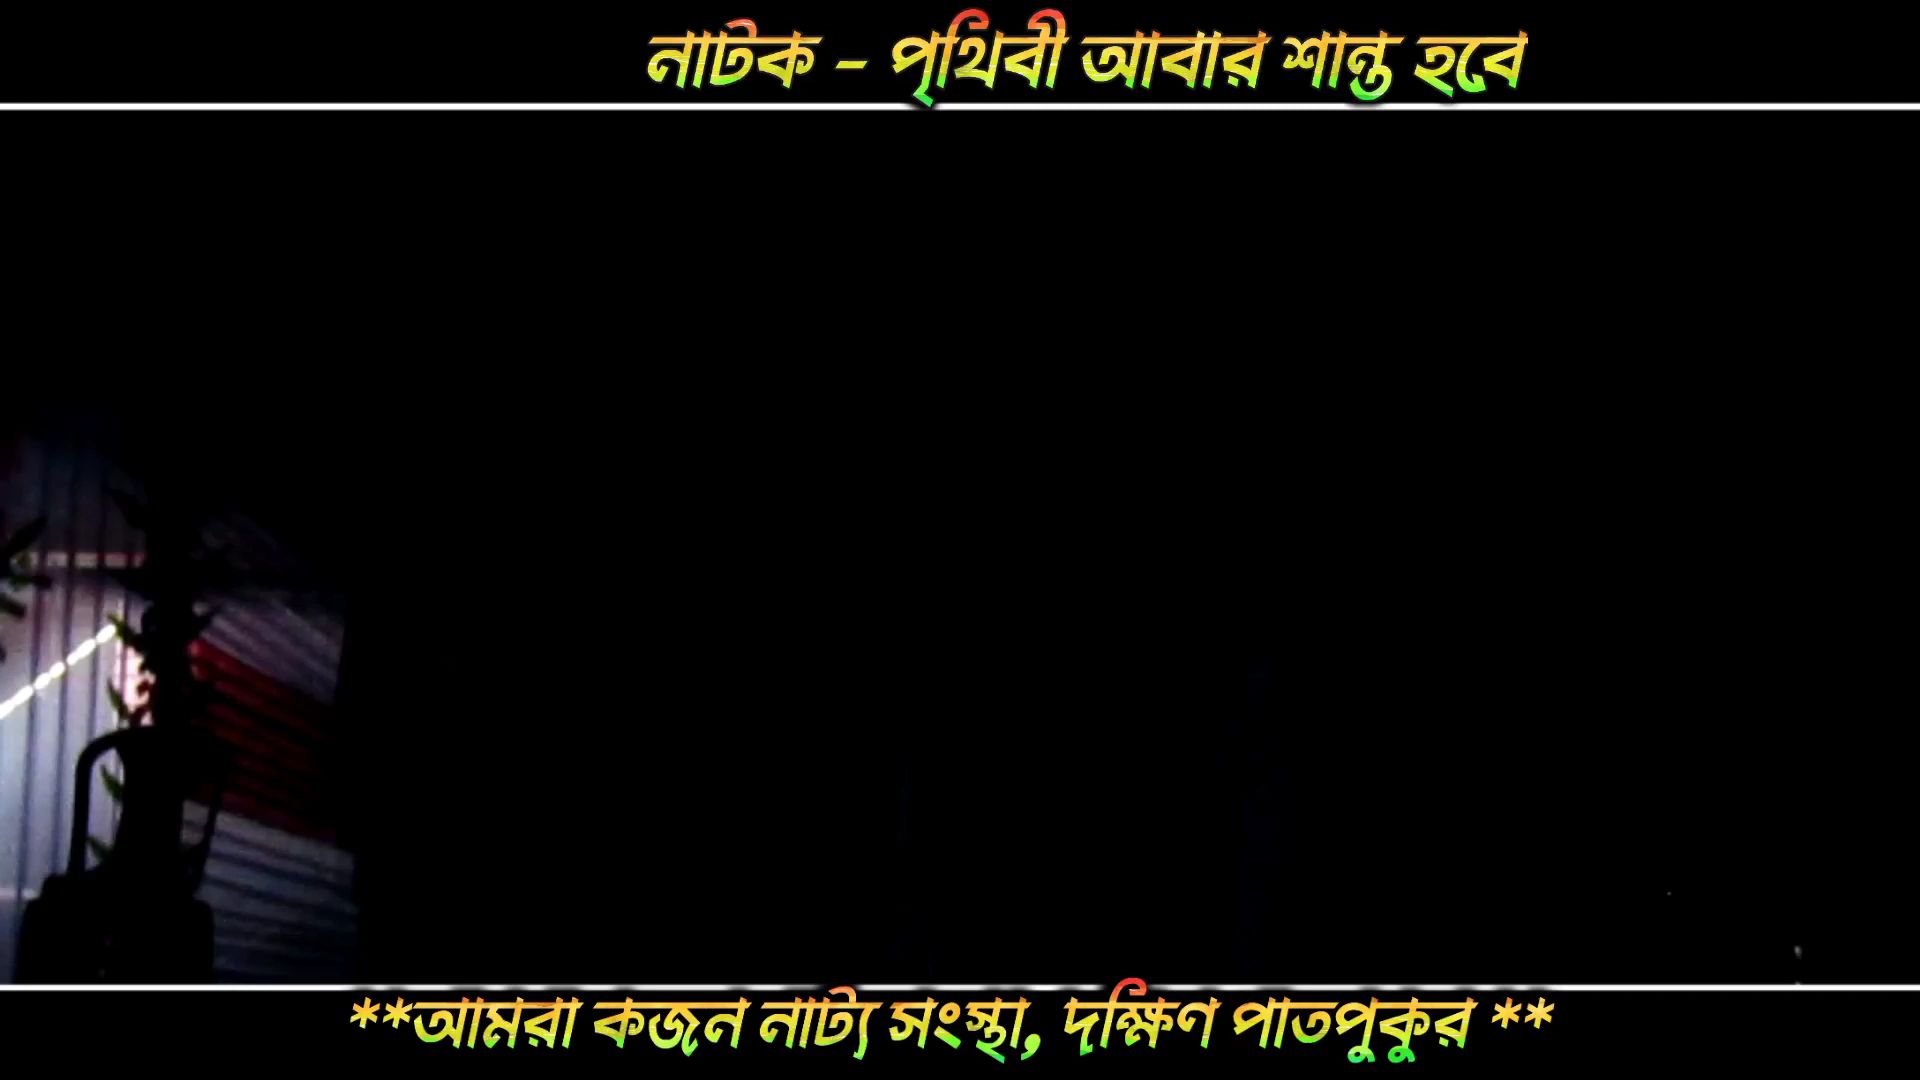 নাটক - পৃথিবী আবার শান্ত হবে
**আমরা কজন নাট্য সংস্থা, দক্ষিণ পাতপুকুর **